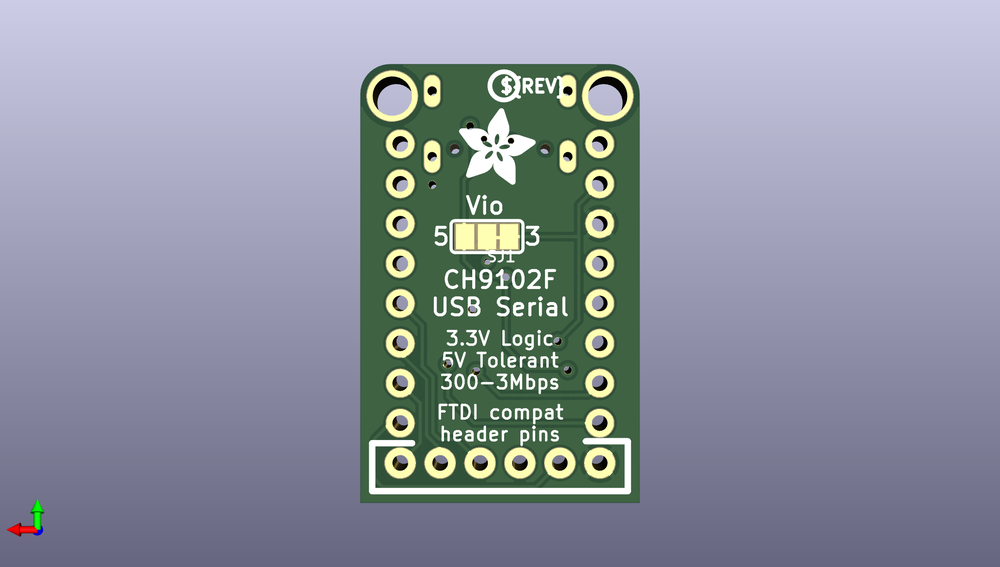 ${REV}
Vio
5 3
SJ1
CH9102F
USB Serial
3.3V Logic
5V Tolerant
300-3Mbps
FTDI compat
header pins